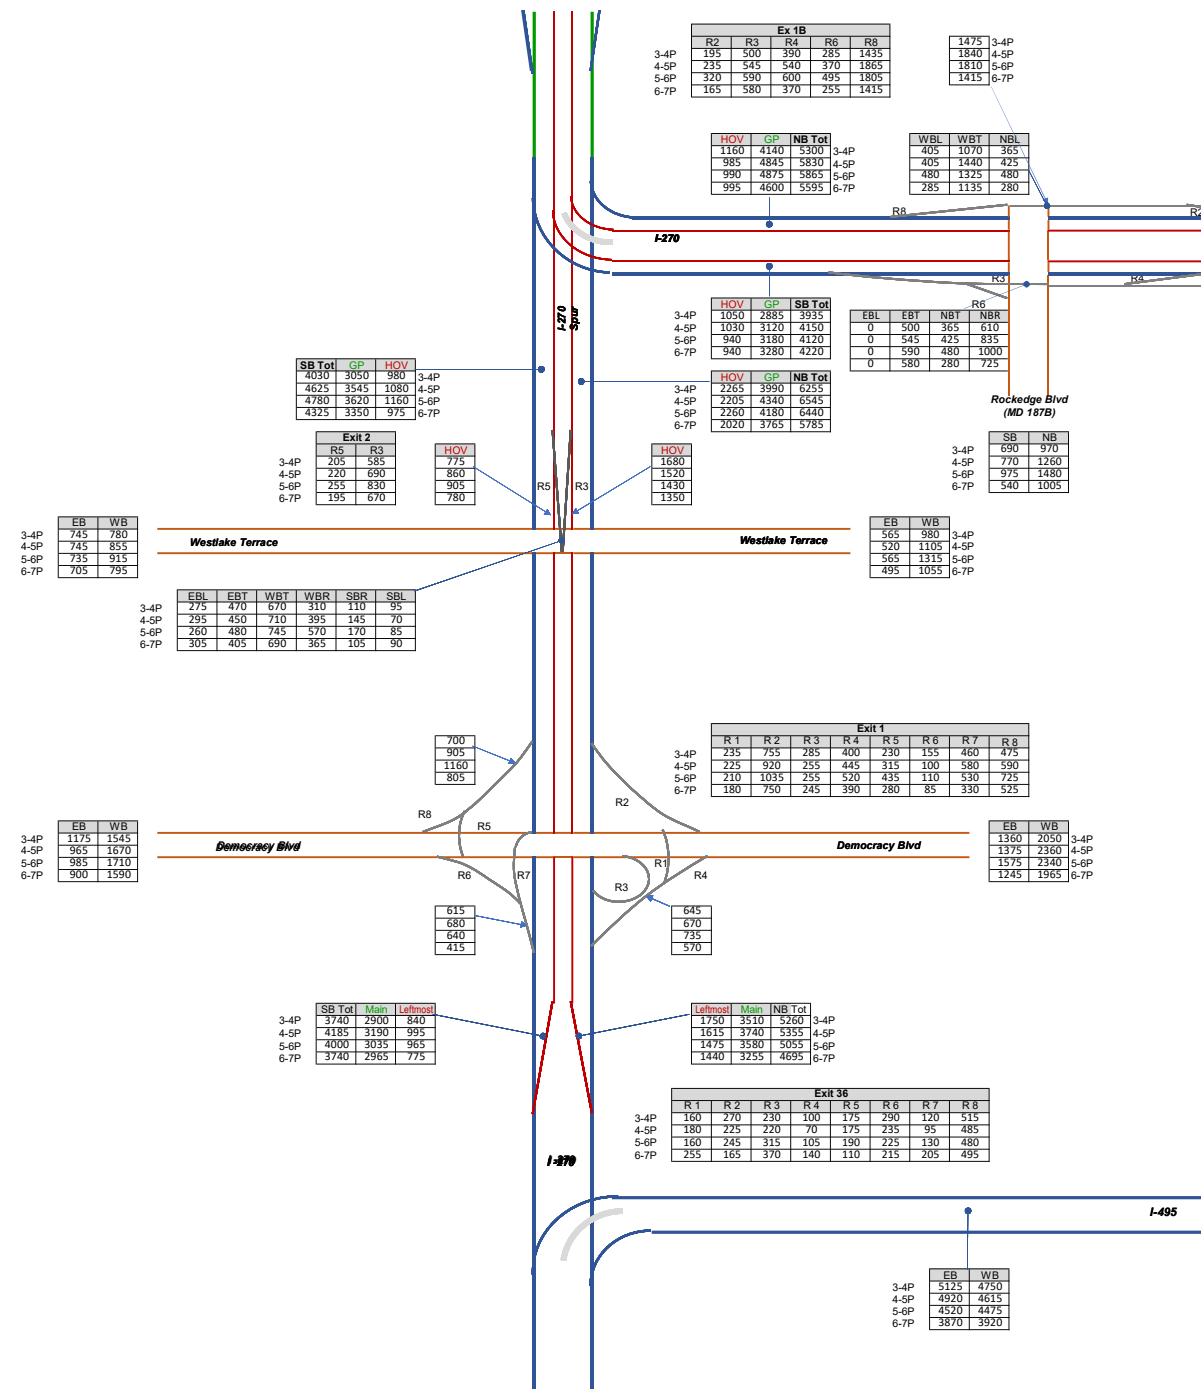 Ex 1B
R2 R3 R4 R6 R8
3-4P 195 500 390 285 1435
4-5P 235 545 540 370 1865
5-6P 320 590 600 495 1805
6-7P 165 580 370 255 1415
1475 3-4P
1840 4-5P
1810 5-6P
1415 6-7P
HOV GP NB Tot
1160 4140 5300 3-4P
985 4845 5830 4-5P
990 4875 5865 5-6P
995 4600 5595 6-7P
WBL WBT NBL
405 1070 365
405 1440 425
480 1325 480
285 1135 280
R8
I-270
R3
R4
R6
I-270
Spur
HOV GP SB Tot
3-4P 1050 2885 3935
4-5P 1030 3120 4150
5-6P 940 3180 4120
6-7P 940 3280 4220
EBL EBT NBT NBR
0 500 365 610
0 545 425 835
0 590 480 1000
0 580 280 725
SB Tot GP HOV
4030 3050 980 3-4P
4625 3545 1080 4-5P
4780 3620 1160 5-6P
4325 3350 975 6-7P
HOV GP NB Tot
3-4P 2265 3990 6255
4-5P 2205 4340 6545
5-6P 2260 4180 6440
6-7P 2020 3765 5785
Rockedge Blvd
(MD 187B)
Exit 2
R5 R3
3-4P 205 585
4-5P 220 690
5-6P 255 830
6-7P 195 670
HOV
775
860
905
780
HOV
1680
1520
1430
1350
SB NB
3-4P 690 970
4-5P 770 1260
5-6P 975 1480
6-7P 540 1005
R5
R3
EB WB
3-4P 745 780
4-5P 745 855
5-6P 735 915
6-7P 705 795
Westlake Terrace
Westlake Terrace
EB WB
565 980 3-4P
520 1105 4-5P
565 1315 5-6P
495 1055 6-7P
EBL EBT WBT WBR SBR SBL
3-4P 275 470 670 310 110 95
4-5P 295 450 710 395 145 70
5-6P 260 480 745 570 170 85
6-7P 305 405 690 365 105 90
700
905
1160
805
Exit 1
R 1 R 2 R 3 R 4 R 5 R 6 R 7 R 8
3-4P 235 755 285 400 230 155 460 475
4-5P 225 920 255 445 315 100 580 590
5-6P 210 1035 255 520 435 110 530 725
6-7P 180 750 245 390 280 85 330 525
R2
R8
R5
EB WB
3-4P 1175 1545
4-5P 965 1670
5-6P 985 1710
6-7P 900 1590
Democracy Blvd
Democracy Blvd
EB WB
1360 2050 3-4P
1375 2360 4-5P
1575 2340 5-6P
1245 1965 6-7P
R6
R7
R1
R4
R3
615
680
640
415
645
670
735
570
SB Tot Main Leftmost
3-4P 3740 2900 840
4-5P 4185 3190 995
5-6P 4000 3035 965
6-7P 3740 2965 775
Leftmost Main NB Tot
1750 3510 5260 3-4P
1615 3740 5355 4-5P
1475 3580 5055 5-6P
1440 3255 4695 6-7P
Exit 36
R 1 R 2 R 3 R 4 R 5 R 6 R 7 R 8
3-4P 160 270 230 100 175 290 120 515
4-5P 180 225 220 70 175 235 95 485
5-6P 160 245 315 105 190 225 130 480
6-7P 255 165 370 140 110 215 205 495
I-270
I-495
EB WB
3-4P 5125 4750
4-5P 4920 4615
5-6P 4520 4475
6-7P 3870 3920